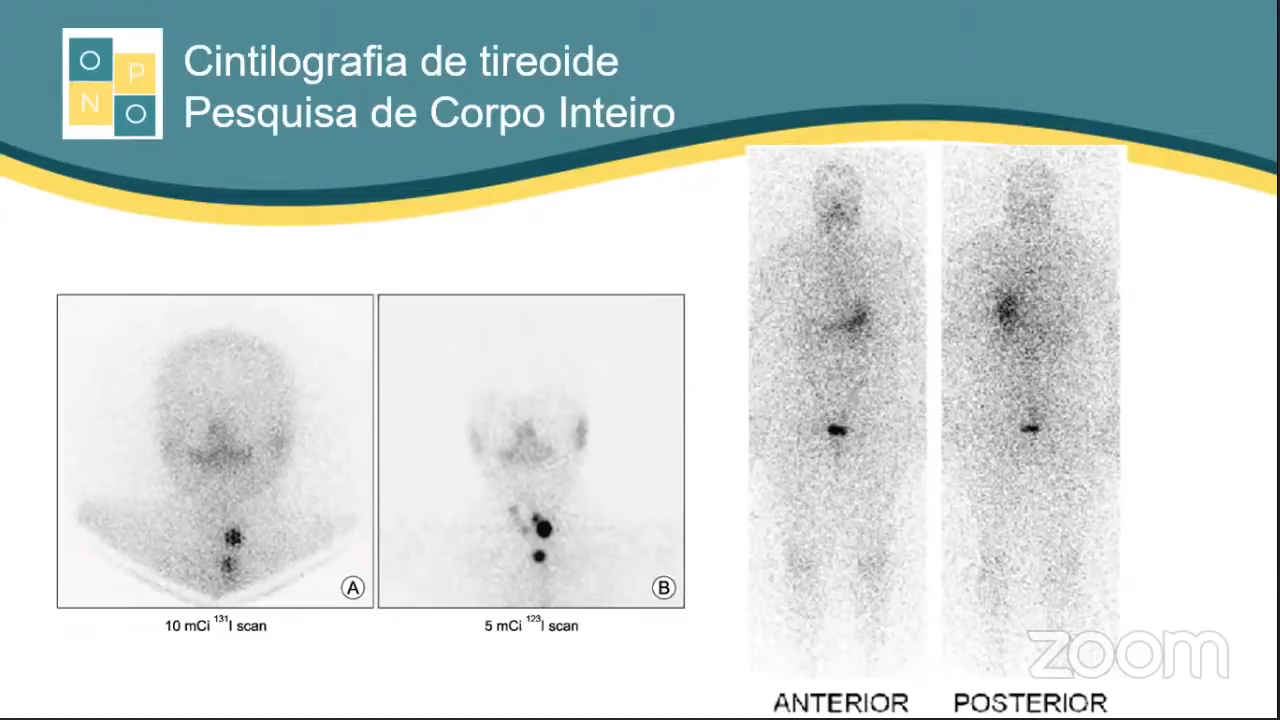 O
P
N
O
Cintilografia de tireoide
Pesquisa de Corpo Inteiro
A
B
10 mCi ¹³¹I scan
5 mCi ¹²³I scan
ANTERIOR
POSTERIOR
zoom